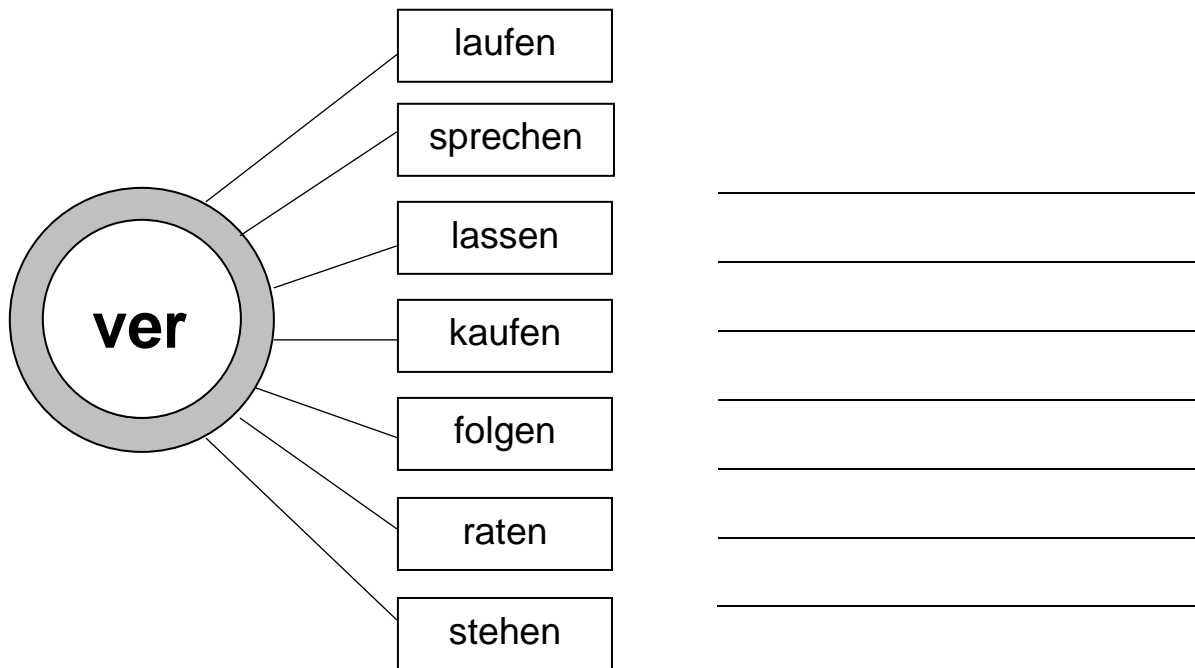 laufen
sprechen
lassen
ver
kaufen
folgen
raten
stehen